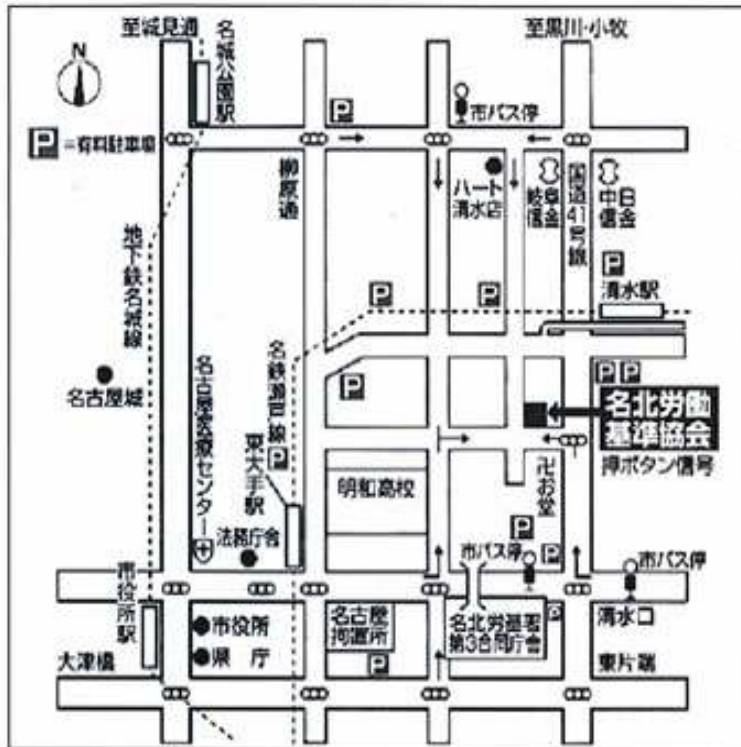 至城見通
至黒川・小牧
N
名城公園駅
P
市バス停
P=有料駐車場
柳原通
ハート
清水店
岐阜信金
国道41号線
中日信金
P
清水駅
地下鉄名城線
P
P
名古屋城
名古屋医療センター
名鉄瀬戸線
P
P P
名北労働
基準協会
押ボタン信号
P
東大手駅
明和高校
卍お堂
法務庁舎
P
市バス停
P
市バス停
市役所駅
市役所
県庁
名古屋
拘置所
名北労基署
第3合同庁舎
P
清水口
大津橋
P
東片端